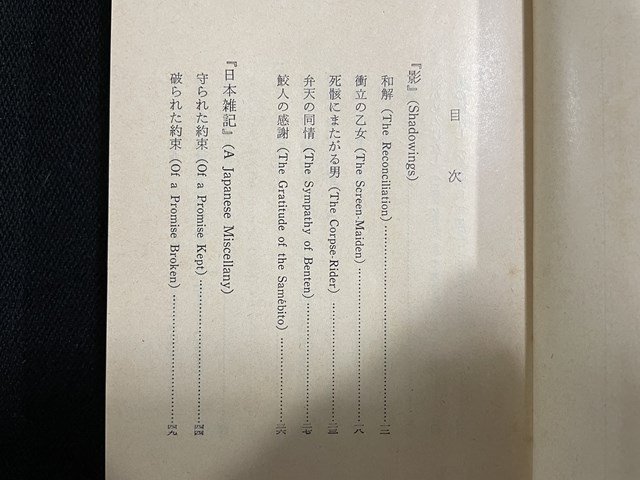 目次
『影』(Shadowings)
和解 (The Reconciliation)
衝立の乙女 (The Screen-Maiden)
死骸にまたがる男 (The Corpse-Rider)
弁天の同情 (The Sympathy of Benten)
鮫人の感謝 (The Gratitude of the Samébito)
『日本雑記』(A Japanese Miscellany)
守られた約束 (Of a Promise Kept)
破られた約束 (Of a Promise Broken)